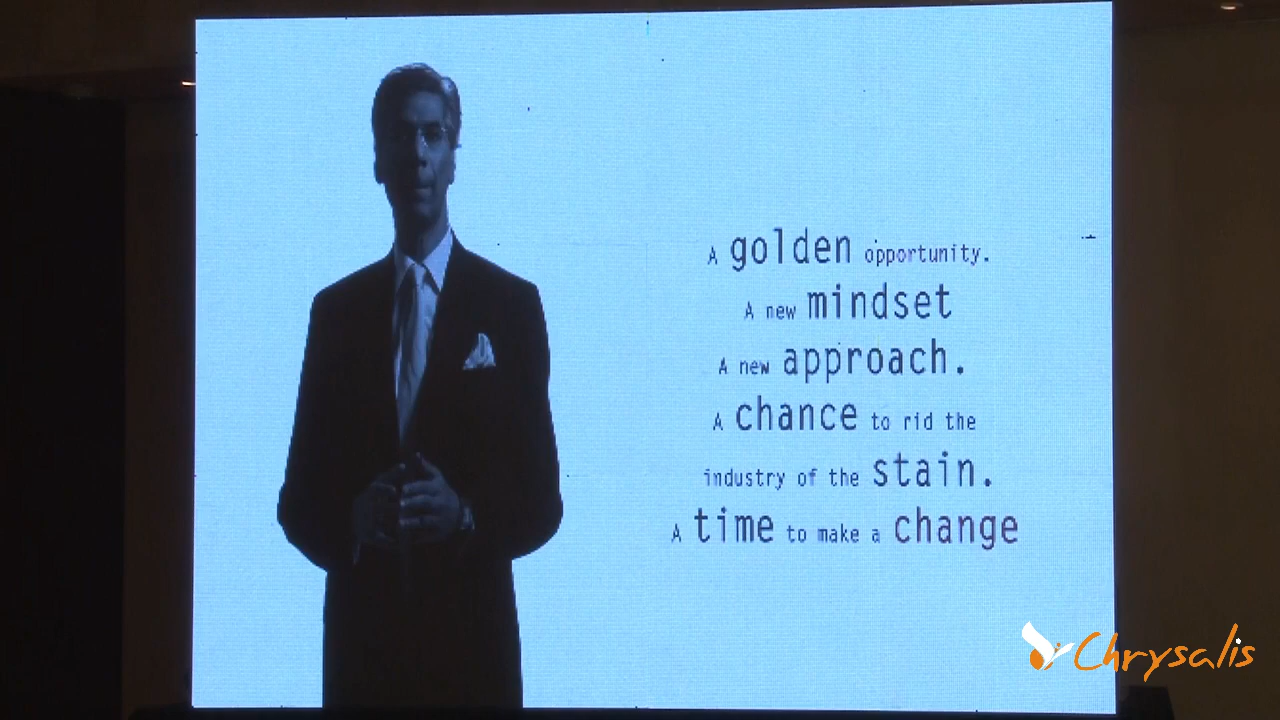 A golden opportunity.
A new mindset
A new approach.
A chance to rid the
industry of the stain.
A time to make a change
Chrysalis